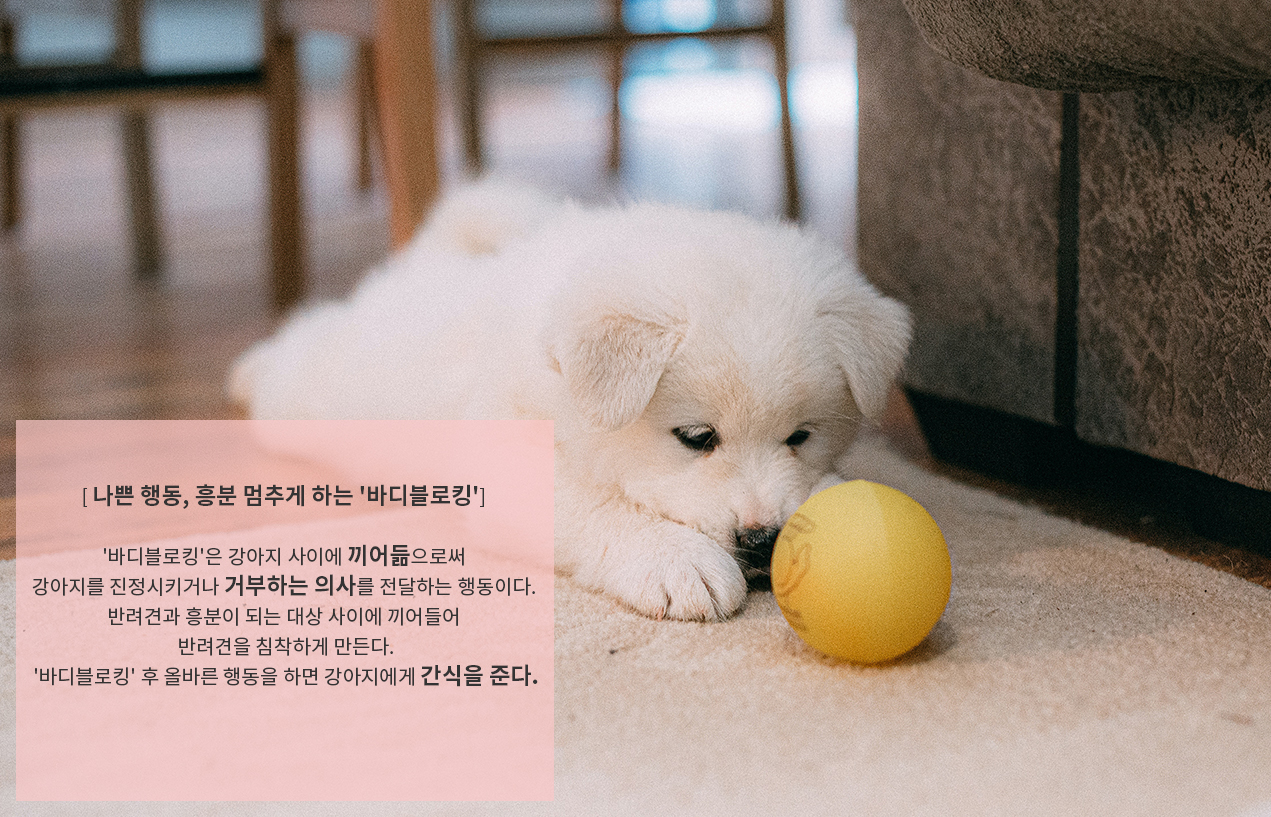 [ 나쁜 행동, 흥분 멈추게 하는 '바디블로킹']
'바디블로킹'은 강아지 사이에 끼어듦으로써
강아지를 진정시키거나 거부하는 의사를 전달하는 행동이다.
반려견과 흥분이 되는 대상 사이에 끼어들어
반려견을 침착하게 만든다.
'바디블로킹' 후 올바른 행동을 하면 강아지에게 간식을 준다.